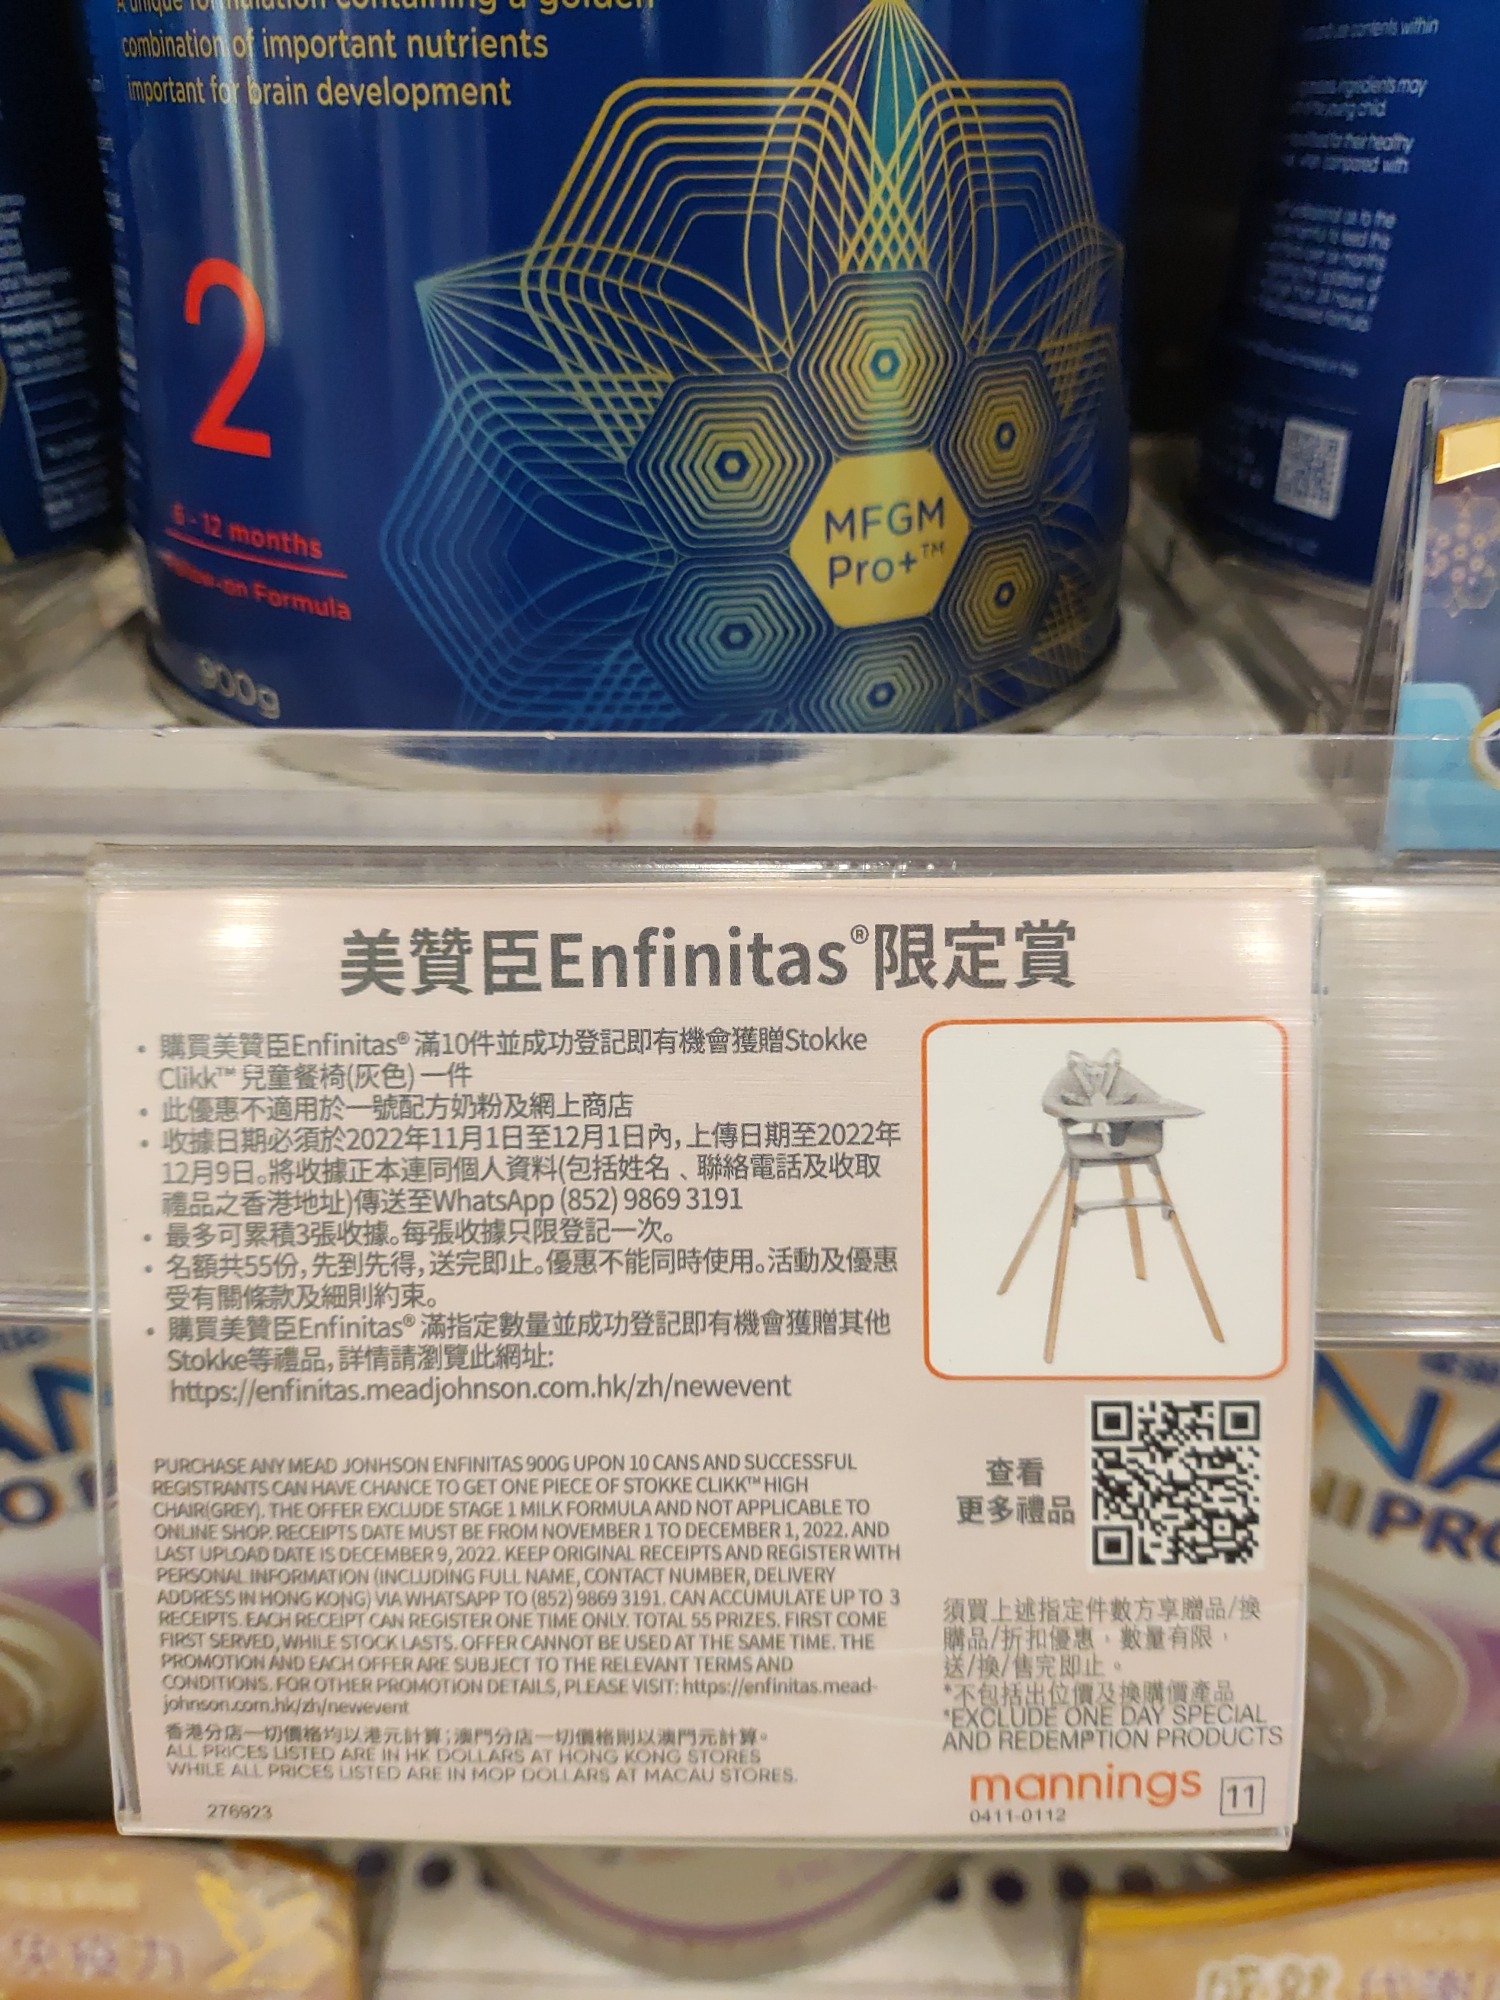 A unique formulation containing a golden
combination of important nutrients
important for brain development
2
6 - 12 months
Follow-on Formula
900g
MFGM
Pro+™
美贊臣Enfinitas®限定賞
• 購買美贊臣Enfinitas® 滿10件並成功登記即有機會獲贈Stokke
Clikk™ 兒童餐椅(灰色) 一件
• 此優惠不適用於一號配方奶粉及網上商店
• 收據日期必須於2022年11月1日至12月1日內, 上傳日期至2022年
12月9日。將收據正本連同個人資料(包括姓名、聯絡電話及收取
禮品之香港地址)傳送至WhatsApp (852) 9869 3191
• 最多可累積3張收據。每張收據只限登記一次。
• 名額共55份, 先到先得, 送完即止。優惠不能同時使用。活動及優惠
受有關條款及細則約束。
• 購買美贊臣Enfinitas® 滿指定數量並成功登記即有機會獲贈其他
Stokke等禮品, 詳情請瀏覽此網址:
https://enfinitas.meadjohnson.com.hk/zh/newevent
PURCHASE ANY MEAD JONHSON ENFINITAS 900G UPON 10 CANS AND SUCCESSFUL
REGISTRANTS CAN HAVE CHANCE TO GET ONE PIECE OF STOKKE CLIKK™ HIGH
CHAIR(GREY). THE OFFER EXCLUDE STAGE 1 MILK FORMULA AND NOT APPLICABLE TO
ONLINE SHOP. RECEIPTS DATE MUST BE FROM NOVEMBER 1 TO DECEMBER 1, 2022. AND
LAST UPLOAD DATE IS DECEMBER 9, 2022. KEEP ORIGINAL RECEIPTS AND REGISTER WITH
PERSONAL INFORMATION (INCLUDING FULL NAME, CONTACT NUMBER, DELIVERY
ADDRESS IN HONG KONG) VIA WHATSAPP TO (852) 9869 3191. CAN ACCUMULATE UP TO 3
RECEIPTS. EACH RECEIPT CAN REGISTER ONE TIME ONLY. TOTAL 55 PRIZES. FIRST COME
FIRST SERVED, WHILE STOCK LASTS. OFFER CANNOT BE USED AT THE SAME TIME. THE
PROMOTION AND EACH OFFER ARE SUBJECT TO THE RELEVANT TERMS AND
CONDITIONS. FOR OTHER PROMOTION DETAILS, PLEASE VISIT: https://enfinitas.mead-
johnson.com.hk/zh/newevent
香港分店一切價格均以港元計算；澳門分店一切價格則以澳門元計算。
ALL PRICES LISTED ARE IN HK DOLLARS AT HONG KONG STORES
WHILE ALL PRICES LISTED ARE IN MOP DOLLARS AT MACAU STORES.
276923
查看
更多禮品
須買上述指定件數方享贈品/換
購品/折扣優惠，數量有限，
送/換/售完即止。
*不包括出位價及換購價產品
*EXCLUDE ONE DAY SPECIAL
AND REDEMPTION PRODUCTS
mannings
11
0411-0112
PRO